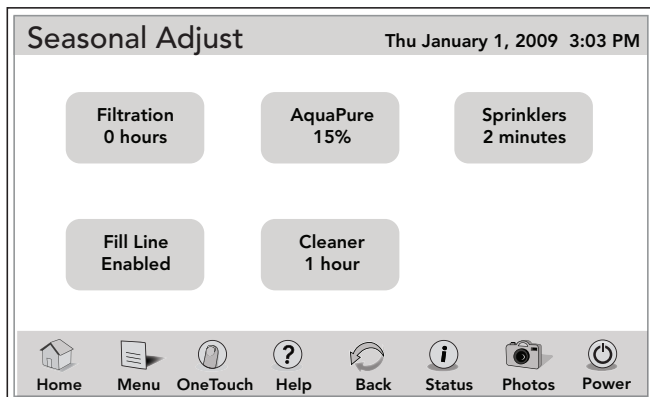 Seasonal Adjust
Thu January 1, 2009 3:03 PM
Filtration
0 hours
AquaPure
15%
Sprinklers
2 minutes
Fill Line
Enabled
Cleaner
1 hour
Home Menu OneTouch Help Back Status Photos Power